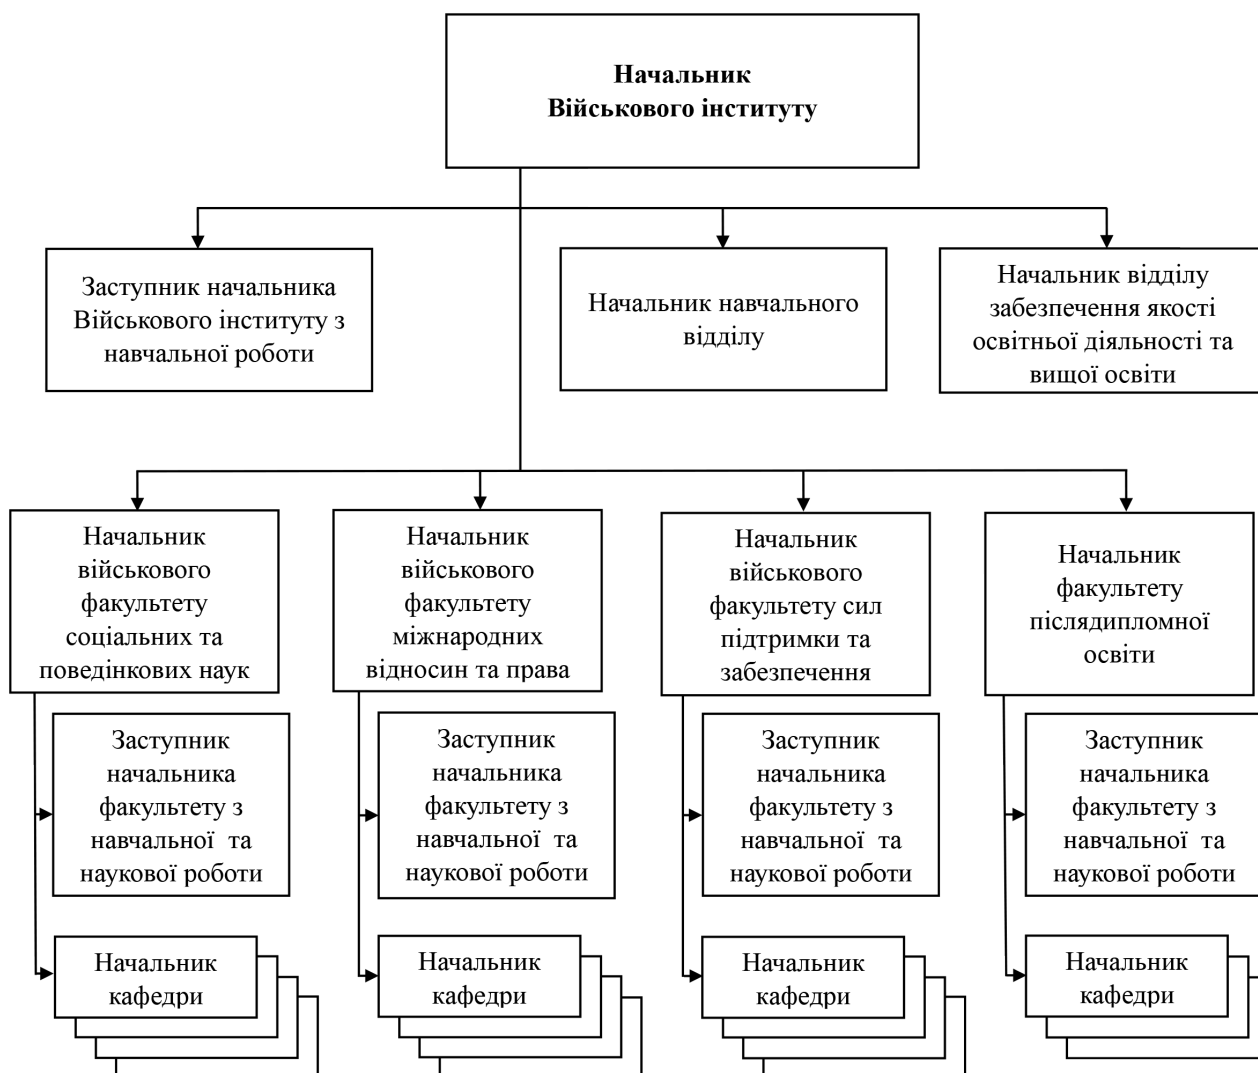 Начальник
Військового інституту
Заступник начальника
Військового інституту з
навчальної роботи
Начальник навчального
відділу
Начальник відділу
забезпечення якості
освітньої діяльності та
вищої освіти
Начальник
військового
факультету
соціальних та
поведінкових наук
Начальник
військового
факультету
міжнародних
відносин та права
Начальник
військового
факультету сил
підтримки та
забезпечення
Начальник
факультету
післядипломної
освіти
Заступник
начальника
факультету з
навчальної та
наукової роботи
Заступник
начальника
факультету з
навчальної та
наукової роботи
Заступник
начальника
факультету з
навчальної та
наукової роботи
Заступник
начальника
факультету з
навчальної та
наукової роботи
Начальник
кафедри
Начальник
кафедри
Начальник
кафедри
Начальник
кафедри